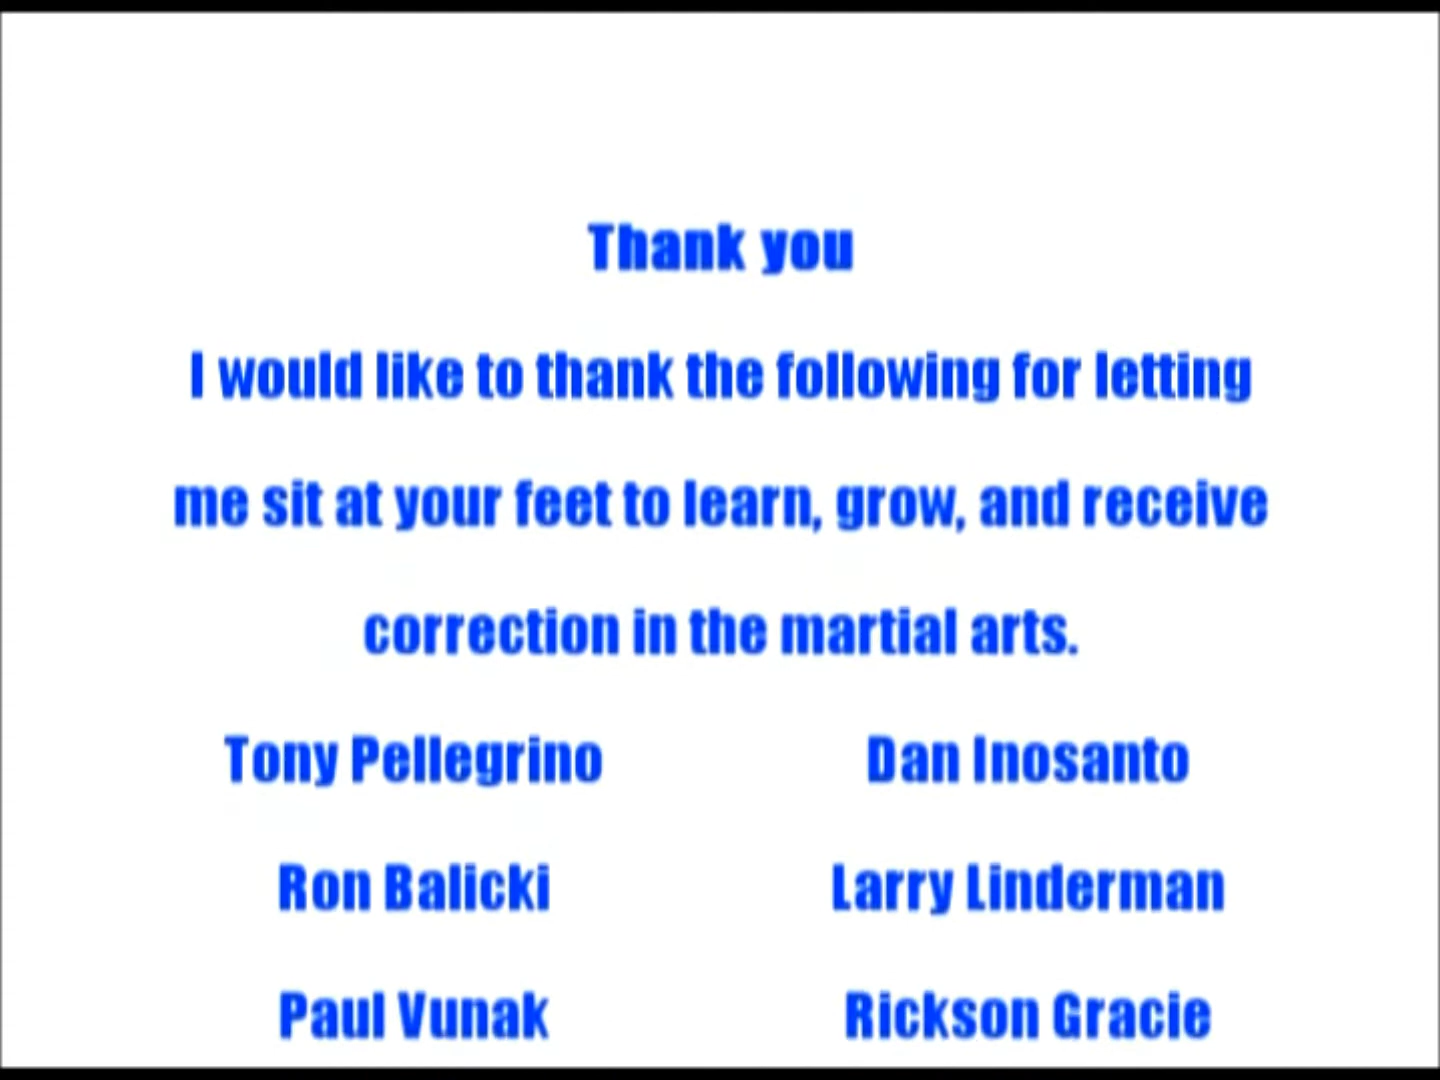 Thank you
I would like to thank the following for letting
me sit at your feet to learn, grow, and receive
correction in the martial arts.
Tony Pellegrino Dan Inosanto
Ron Balicki Larry Linderman
Paul Vunak Rickson Gracie